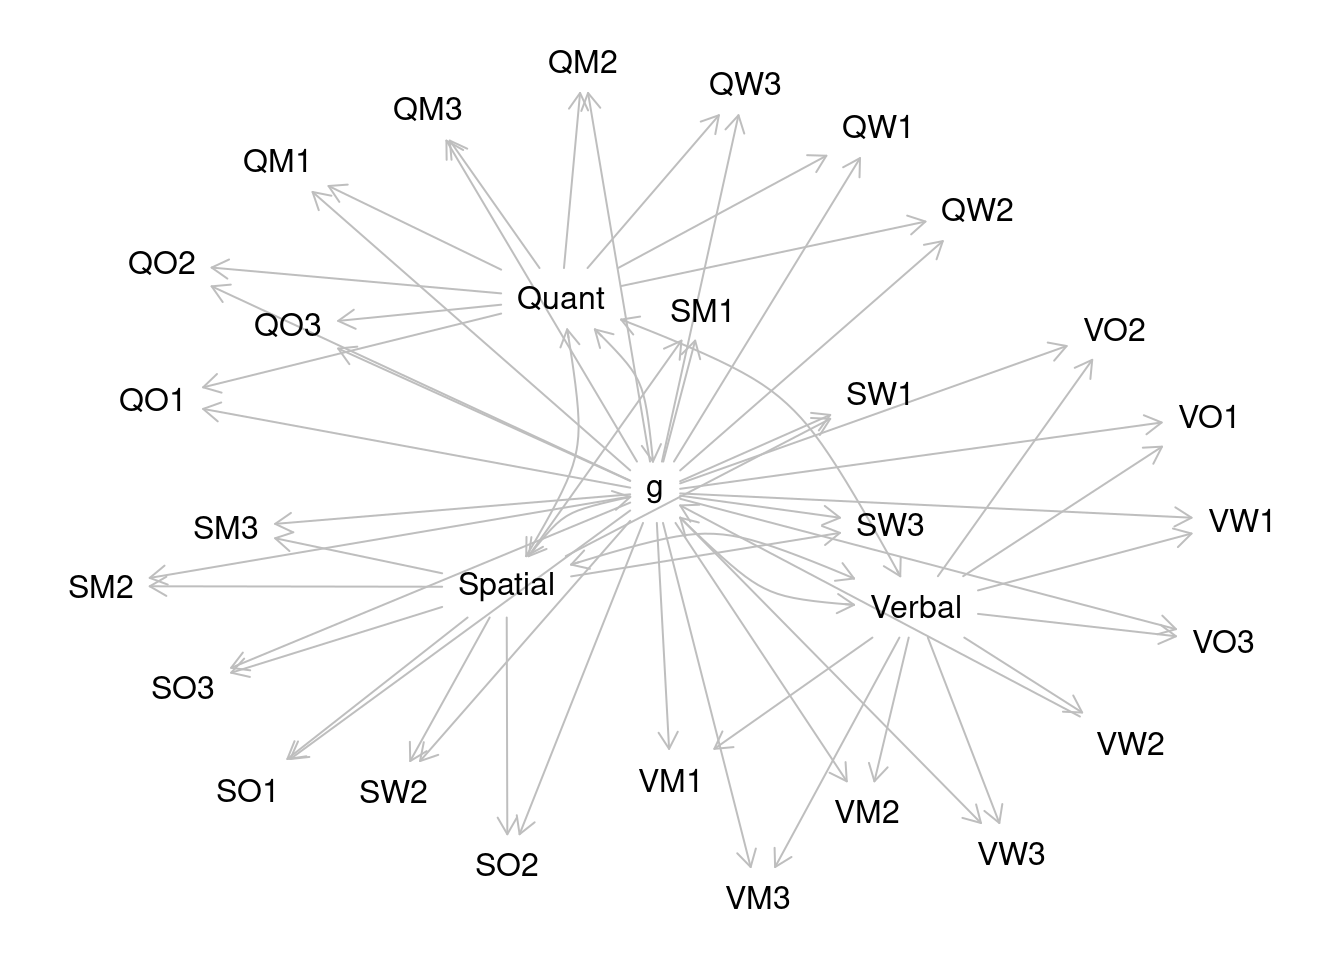 QM2
QW3
QM3
QW1
QM1
QW2
QO2
Quant
SM1
QO3
VO2
QO1
SW1
VO1
g
SM3
SW3
VW1
SM2
Spatial
Verbal
VO3
SO3
VW2
SO1
SW2
VM1
VM2
SO2
VW3
VM3